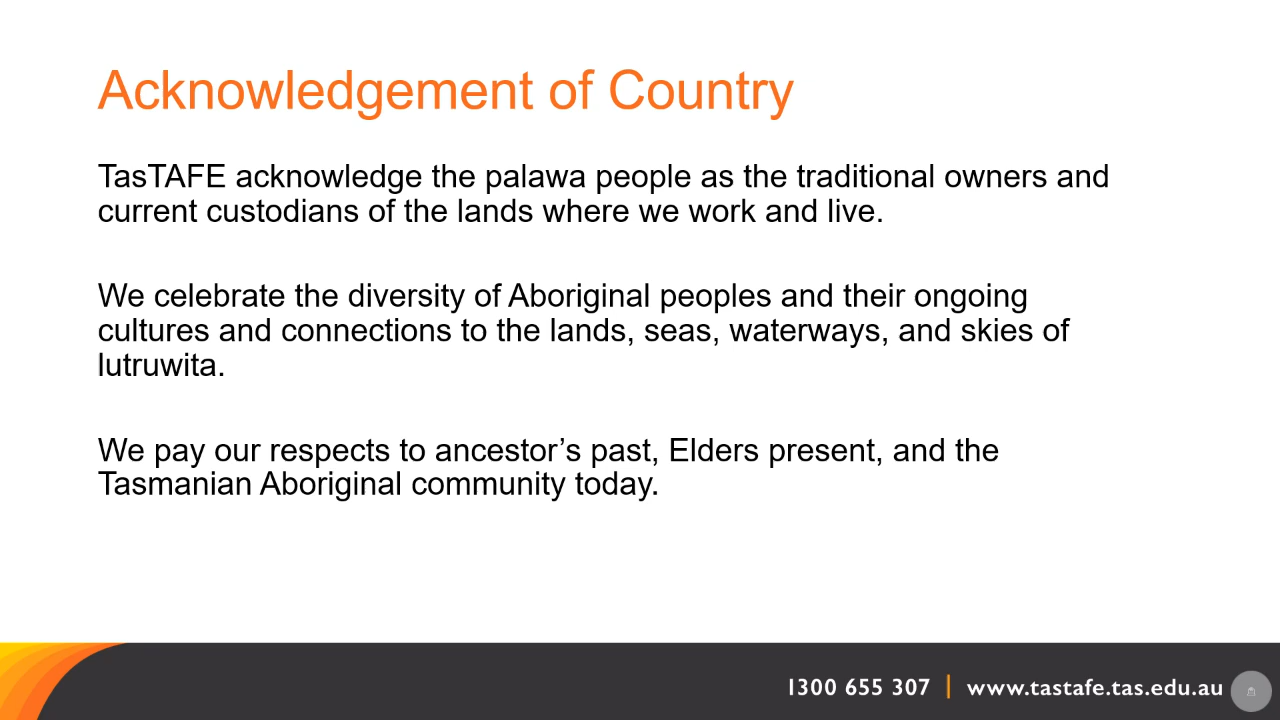 Acknowledgement of Country
TasTAFE acknowledge the palawa people as the traditional owners and
current custodians of the lands where we work and live.
We celebrate the diversity of Aboriginal peoples and their ongoing
cultures and connections to the lands, seas, waterways, and skies of
lutruwita.
We pay our respects to ancestor’s past, Elders present, and the
Tasmanian Aboriginal community today.
1300 655 307 | www.tastafe.tas.edu.au